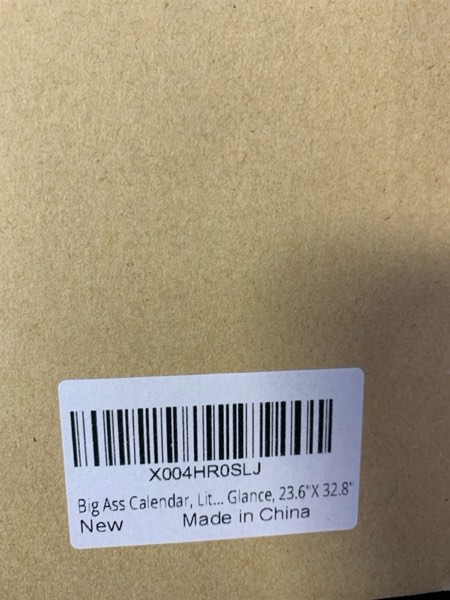 X004HR0SLJ
Big Ass Calendar, Lit... Glance, 23.6"X 32.8"
New
Made in China